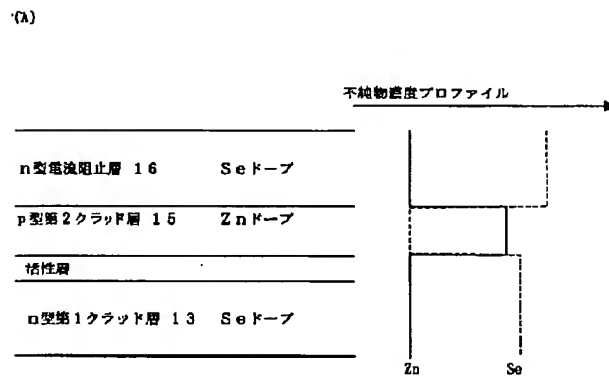 (A)
不純物濃度プロファイル
n型電流阻止層 16 Seドープ
p型第2クラッド層 15 Znドープ
活性層
n型第1クラッド層 13 Seドープ
Zn Se